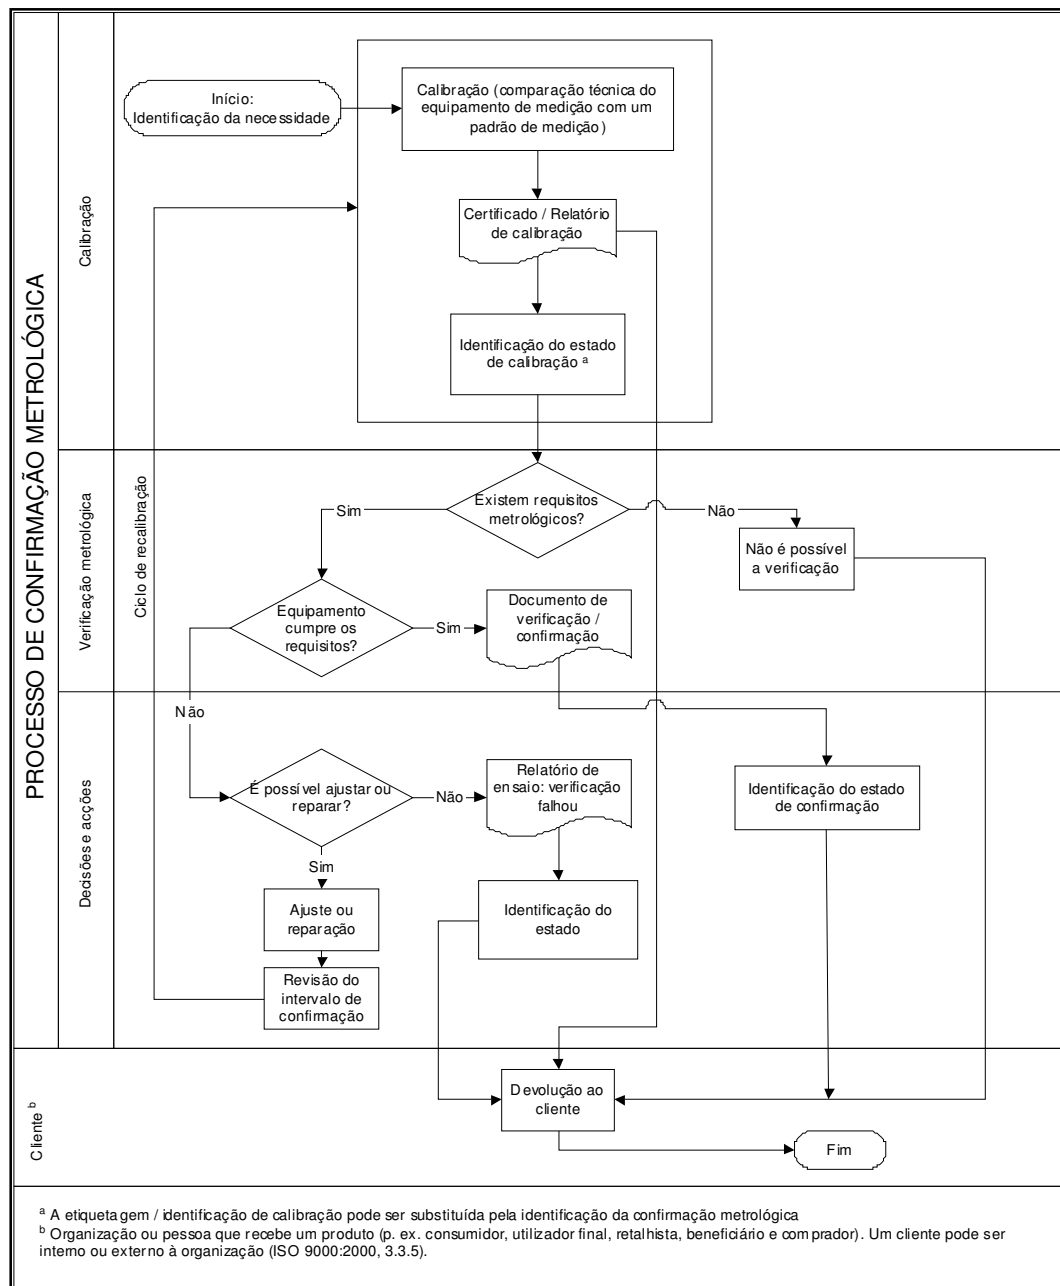 PROCESSO DE CONFIRMAÇÃO METROLÓGICA
Calibração
Início:
Identificação da necessidade
Calibração (comparação técnica do
equipamento de medição com um
padrão de medição)
Certificado / Relatório
de calibração
Identificação do estado
de calibração a
Verificação metrológica
Ciclo de recalibração
Existem requisitos
metrológicos?
Sim
Não
Não é possível
a verificação
Equipamento
cumpre os
requisitos?
Sim
Documento de
verificação /
confirmação
Não
Decisões e acções
É possível ajustar ou
reparar?
Não
Relatório de
ensaio: verificação
falhou
Identificação do estado
de confirmação
Sim
Ajuste ou
reparação
Identificação do
estado
Revisão do
intervalo de
confirmação
Cliente b
Devolução ao
cliente
Fim
a A etiquetagem / identificação de calibração pode ser substituída pela identificação da confirmação metrológica
b Organização ou pessoa que recebe um produto (p. ex. consumidor, utilizador final, retalhista, beneficiário e comprador). Um cliente pode ser
interno ou externo à organização (ISO 9000:2000, 3.3.5).